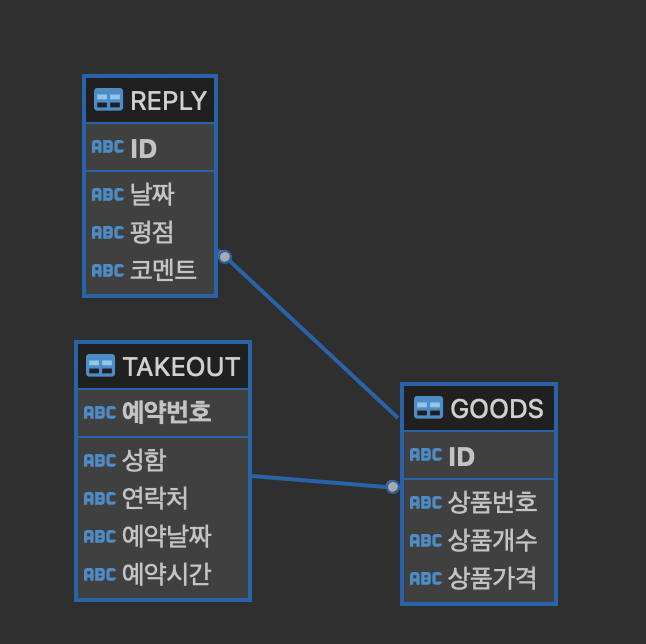 REPLY
ABC ID
ABC 날짜
ABC 평점
ABC 코멘트
TAKEOUT
ABC 예약번호
ABC 성함
ABC 연락처
ABC 예약날짜
ABC 예약시간
GOODS
ABC ID
ABC 상품번호
ABC 상품개수
ABC 상품가격